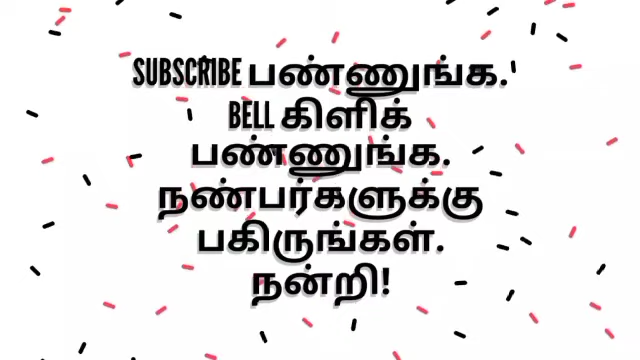 SUBSCRIBE பண்ணுங்க.
BELL கிளிக்
பண்ணுங்க.
நண்பர்களுக்கு
பகிருங்கள்.
நன்றி!